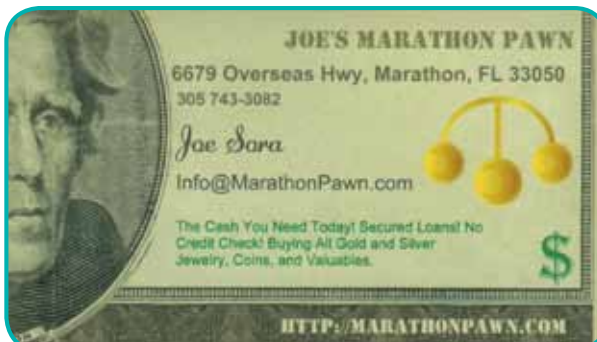 JOE'S MARATHON PAWN
6679 Overseas Hwy, Marathon, FL 33050
305 743-3082
Joe Sora
Info@MarathonPawn.com
The Cash You Need Today! Secured Loans! No
Credit Check! Buying All Gold and Silver
Jewelry, Coins, and Valuables.
$
HTTP://MARATHONPAWN.COM